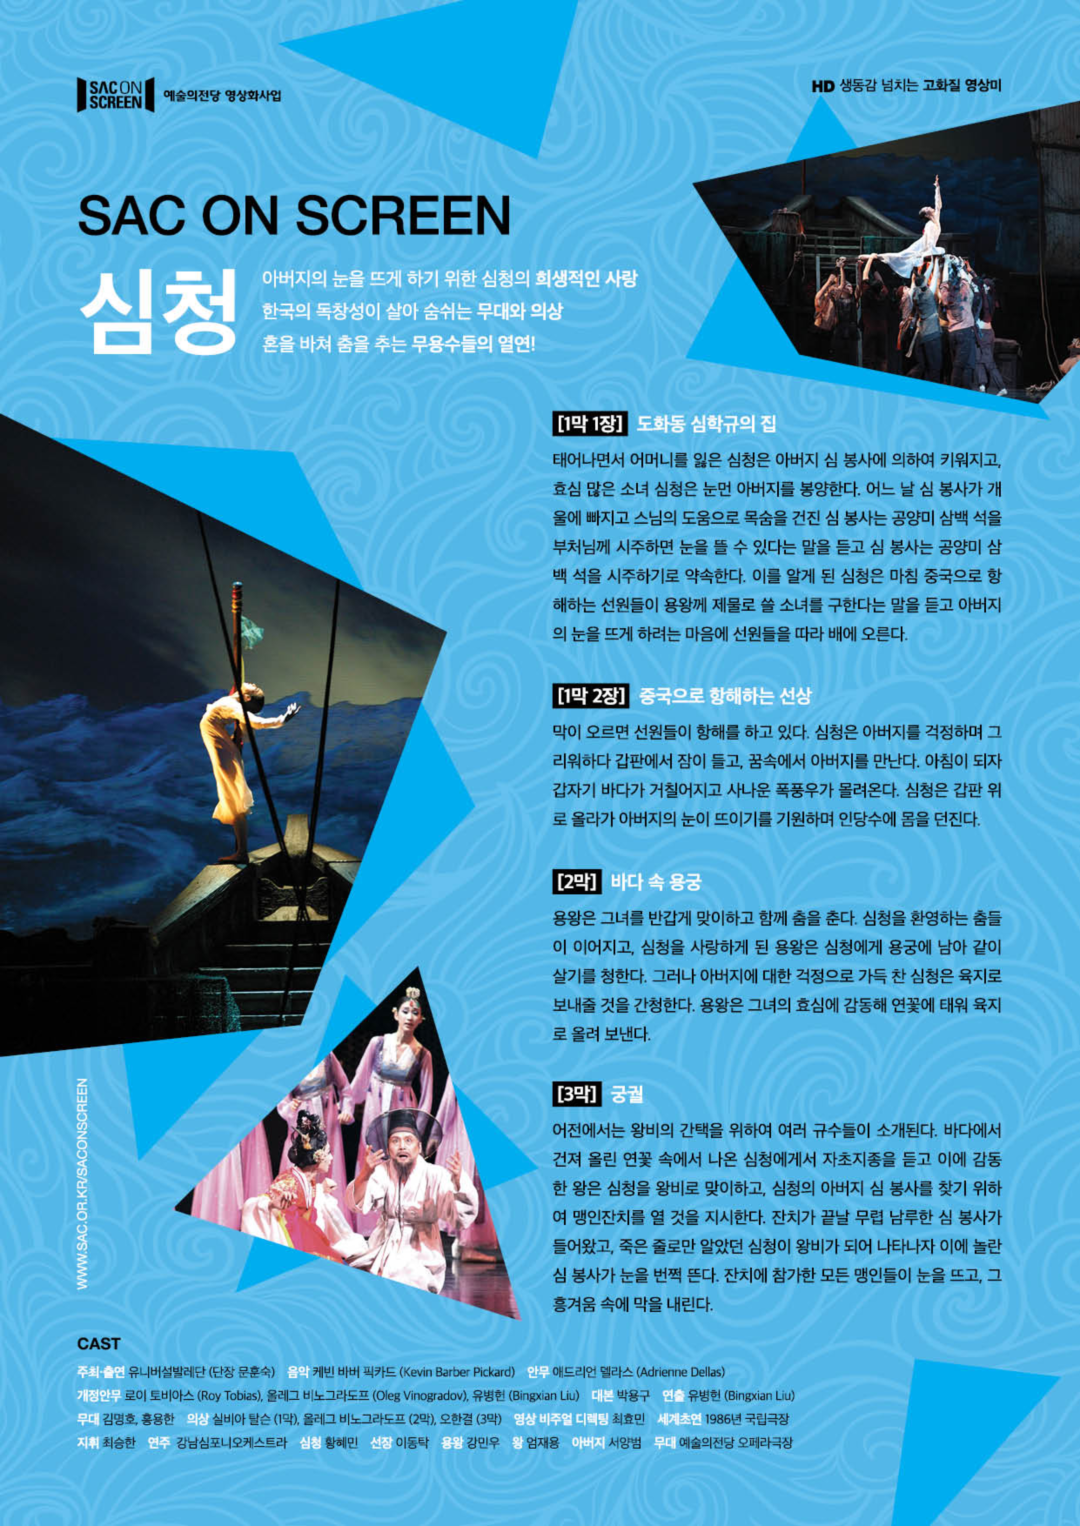 SAC ON
SCREEN
예술의전당 영상화사업
HD 생동감 넘치는 고화질 영상미
SAC ON SCREEN
심청
아버지의 눈을 뜨게 하기 위한 심청의 희생적인 사랑
한국의 독창성이 살아 숨쉬는 무대와 의상
혼을 바쳐 춤을 추는 무용수들의 열연!
[1막 1장] 도화동 심학규의 집
태어나면서 어머니를 잃은 심청은 아버지 심 봉사에 의하여 키워지고,
효심 많은 소녀 심청은 눈먼 아버지를 봉양한다. 어느 날 심 봉사가 개
울에 빠지고 스님의 도움으로 목숨을 건진 심 봉사는 공양미 삼백 석을
부처님께 시주하면 눈을 뜰 수 있다는 말을 듣고 심 봉사는 공양미 삼
백 석을 시주하기로 약속한다. 이를 알게 된 심청은 마침 중국으로 항
해하는 선원들이 용왕께 제물로 쓸 소녀를 구한다는 말을 듣고 아버지
의 눈을 뜨게 하려는 마음에 선원들을 따라 배에 오른다.
[1막 2장] 중국으로 항해하는 선상
막이 오르면 선원들이 항해를 하고 있다. 심청은 아버지를 걱정하며 그
리워하다 갑판에서 잠이 들고, 꿈속에서 아버지를 만난다. 아침이 되자
갑자기 바다가 거칠어지고 사나운 폭풍우가 몰려온다. 심청은 갑판 위
로 올라가 아버지의 눈이 뜨이기를 기원하며 인당수에 몸을 던진다.
[2막] 바다 속 용궁
용왕은 그녀를 반갑게 맞이하고 함께 춤을 춘다. 심청을 환영하는 춤들
이 이어지고, 심청을 사랑하게 된 용왕은 심청에게 용궁에 남아 같이
살기를 청한다. 그러나 아버지에 대한 걱정으로 가득 찬 심청은 육지로
보내줄 것을 간청한다. 용왕은 그녀의 효심에 감동해 연꽃에 태워 육지
로 올려 보낸다.
[3막] 궁궐
어전에서는 왕비의 간택을 위하여 여러 규수들이 소개된다. 바다에서
건져 올린 연꽃 속에서 나온 심청에게서 자초지종을 듣고 이에 감동
한 왕은 심청을 왕비로 맞이하고, 심청의 아버지 심 봉사를 찾기 위하
여 맹인잔치를 열 것을 지시한다. 잔치가 끝날 무렵 남루한 심 봉사가
들어왔고, 죽은 줄로만 알았던 심청이 왕비가 되어 나타나자 이에 놀란
심 봉사가 눈을 번쩍 뜬다. 잔치에 참가한 모든 맹인들이 눈을 뜨고, 그
흥겨움 속에 막을 내린다.
WWW.SAC.OR.KR/SACONSCREEN
CAST
주최·출연 유니버설발레단 (단장 문훈숙) 음악 케빈 바버 픽카드 (Kevin Barber Pickard) 안무 애드리언 델라스 (Adrienne Dellas)
개정안무 로이 토비아스 (Roy Tobias), 올레그 비노그라도프 (Oleg Vinogradov), 유병헌 (Bingxian Liu) 대본 박용구 연출 유병헌 (Bingxian Liu)
무대 김명호, 홍용한 의상 실비아 탈슨 (1막), 올레그 비노그라도프 (2막), 오한결 (3막) 영상 비주얼 디렉팅 최효민 세계초연 1986년 국립극장
지휘 최승한 연주 강남심포니오케스트라 심청 황혜민 선장 이동탁 용왕 강민우 왕 엄재용 아버지 서양범 무대 예술의전당 오페라극장